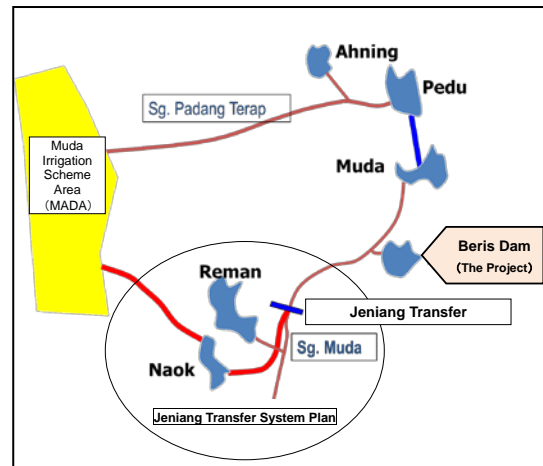 Ahning
Pedu
Sg. Padang Terap
Muda
Irrigation
Scheme
Area
(MADA)
Muda
Beris Dam
(The Project)
Reman
Jeniang Transfer
Sg. Muda
Naok
Jeniang Transfer System Plan